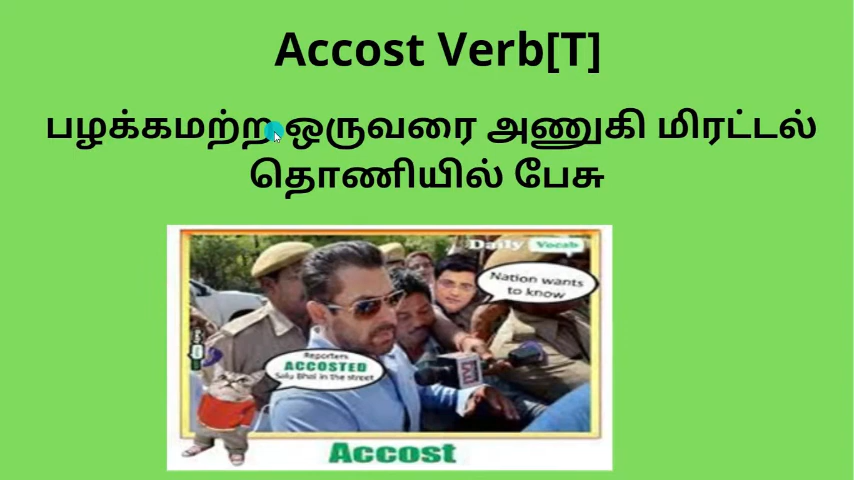 Accost Verb[T]
பழக்கமற்ற ஒருவரை அணுகி மிரட்டல்
தொணியில் பேசு
Daily Vocab
Nation wants
to know
Reporters
ACCOSTED
Sallu Bhai in the street
Accost